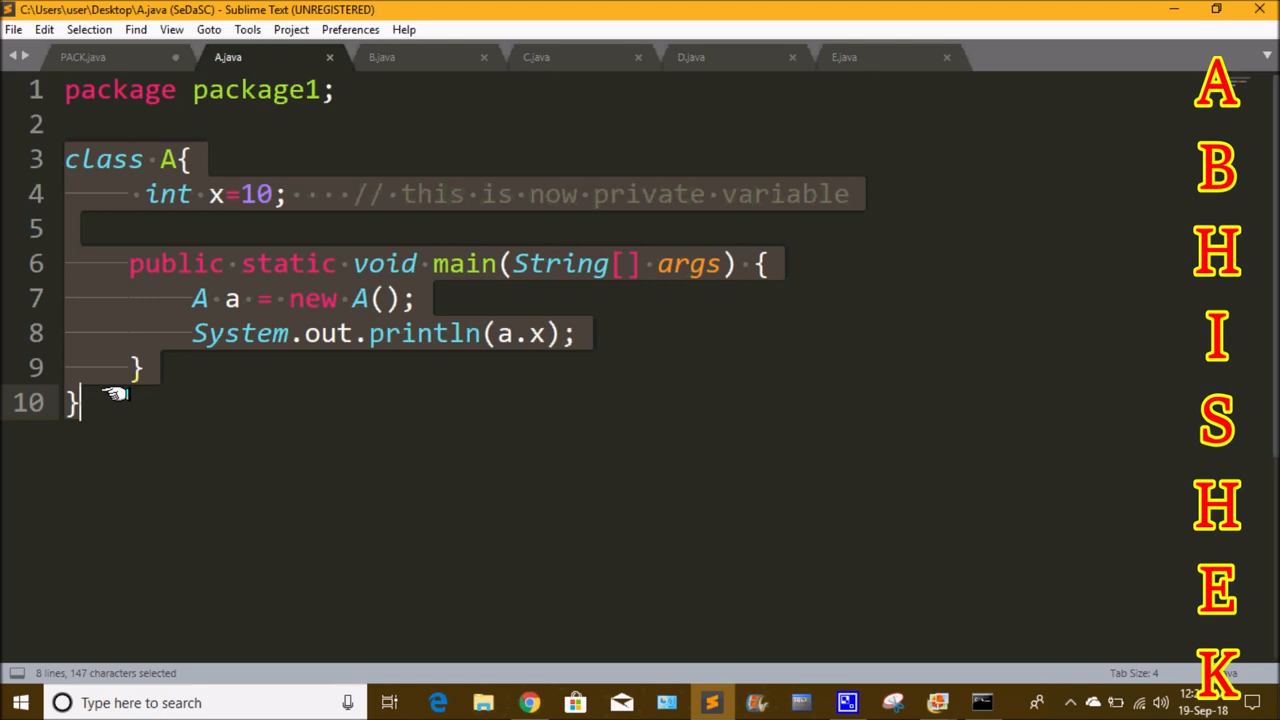 C:\Users\user\Desktop\A.java (SeDaSC) - Sublime Text (UNREGISTERED)
File Edit Selection Find View Goto Tools Project Preferences Help
PACK.java A.java B.java C.java D.java E.java
1 package package1;
2
3 class A{
4 int x=10; // this is now private variable
5
6 public static void main(String[] args) {
7 A a = new A();
8 System.out.println(a.x);
9 }
10 }
8 lines, 147 characters selected
Tab Size: 4
Type here to search
19-Sep-18
A
B
H
I
S
H
E
K